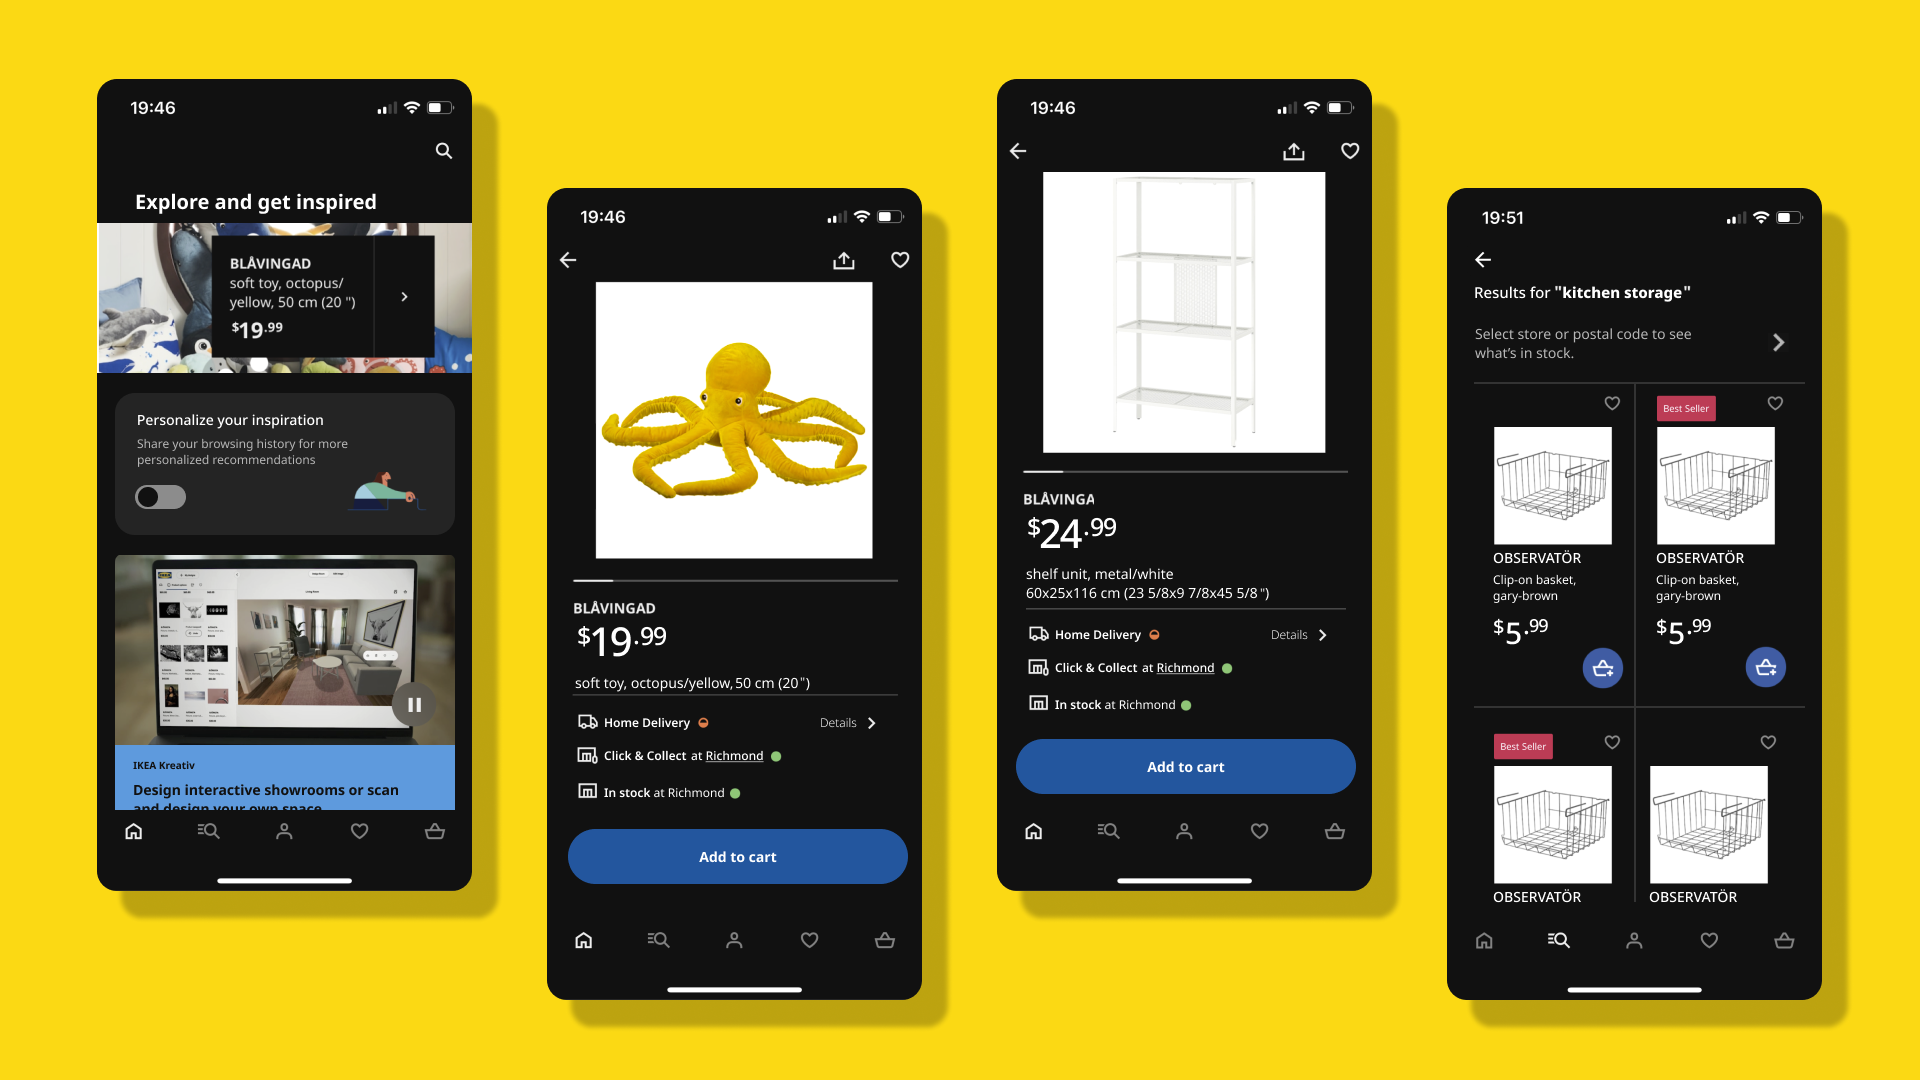 19:46
Explore and get inspired
BLÅVINGAD
soft toy, octopus/
yellow, 50 cm (20 ")
$19.99
Personalize your inspiration
Share your browsing history for more
personalized recommendations
IKEA Kreativ
Design interactive showrooms or scan
and design your own space
19:46
BLÅVINGAD
$19.99
soft toy, octopus/yellow, 50 cm (20")
Home Delivery
Details
Click & Collect at Richmond
In stock at Richmond
Add to cart
19:46
BLÅVINGA
$24.99
shelf unit, metal/white
60x25x116 cm (23 5/8x9 7/8x45 5/8 ")
Home Delivery
Details
Click & Collect at Richmond
In stock at Richmond
Add to cart
19:51
Results for "kitchen storage"
Select store or postal code to see
what's in stock.
OBSERVATÖR
Clip-on basket,
gary-brown
$5.99
Best Seller
OBSERVATÖR
Clip-on basket,
gary-brown
$5.99
Best Seller
OBSERVATÖR
OBSERVATÖR